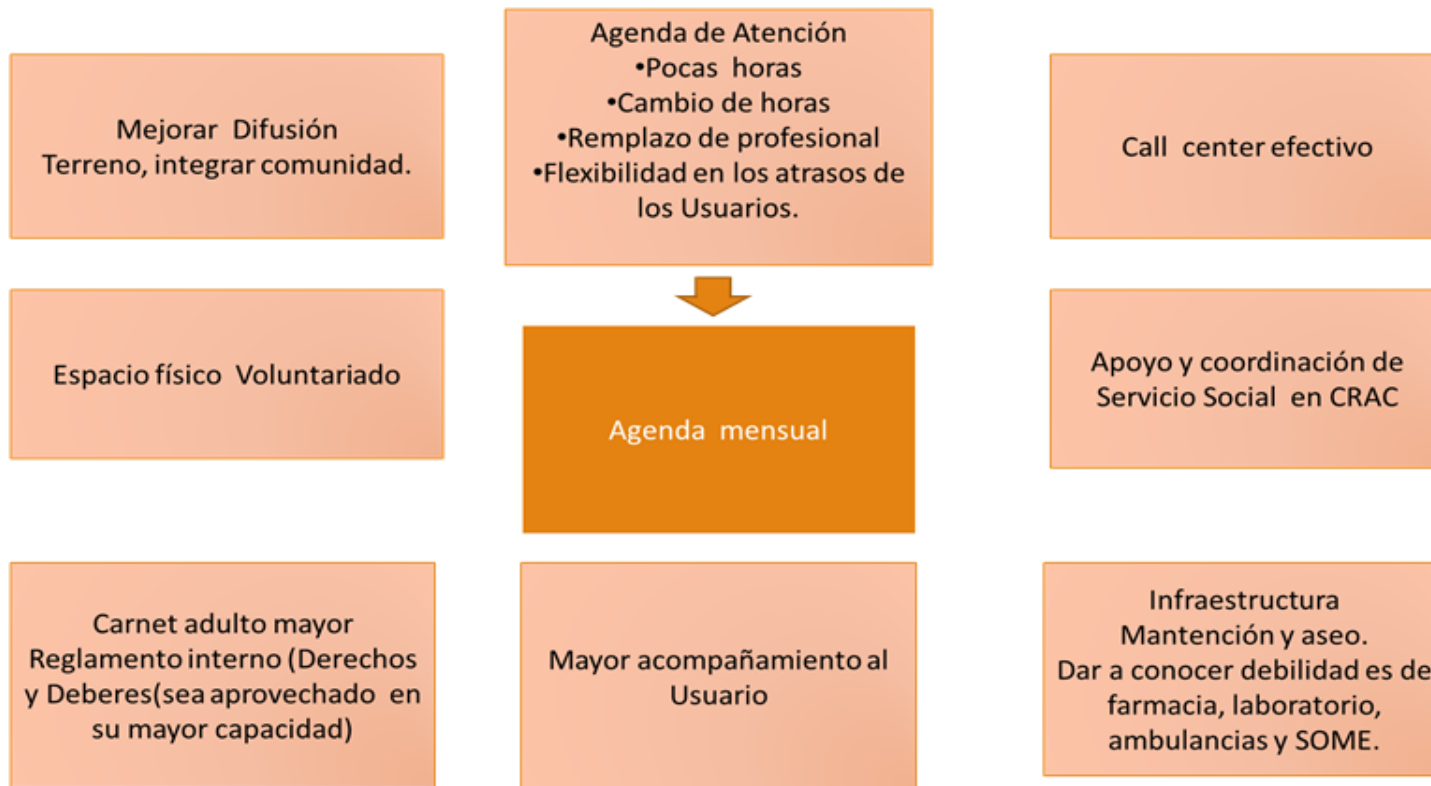 Mejorar Difusión
Terreno, integrar comunidad.
Agenda de Atención
•Pocas horas
•Cambio de horas
•Remplazo de profesional
•Flexibilidad en los atrasos de
los Usuarios.
Call center efectivo
Espacio físico Voluntariado
Agenda mensual
Apoyo y coordinación de
Servicio Social en CRAC
Carnet adulto mayor
Reglamento interno (Derechos
y Deberes(sea aprovechado en
su mayor capacidad)
Mayor acompañamiento al
Usuario
Infraestructura
Mantención y aseo.
Dar a conocer debilidad es de
farmacia, laboratorio,
ambulancias y SOME.